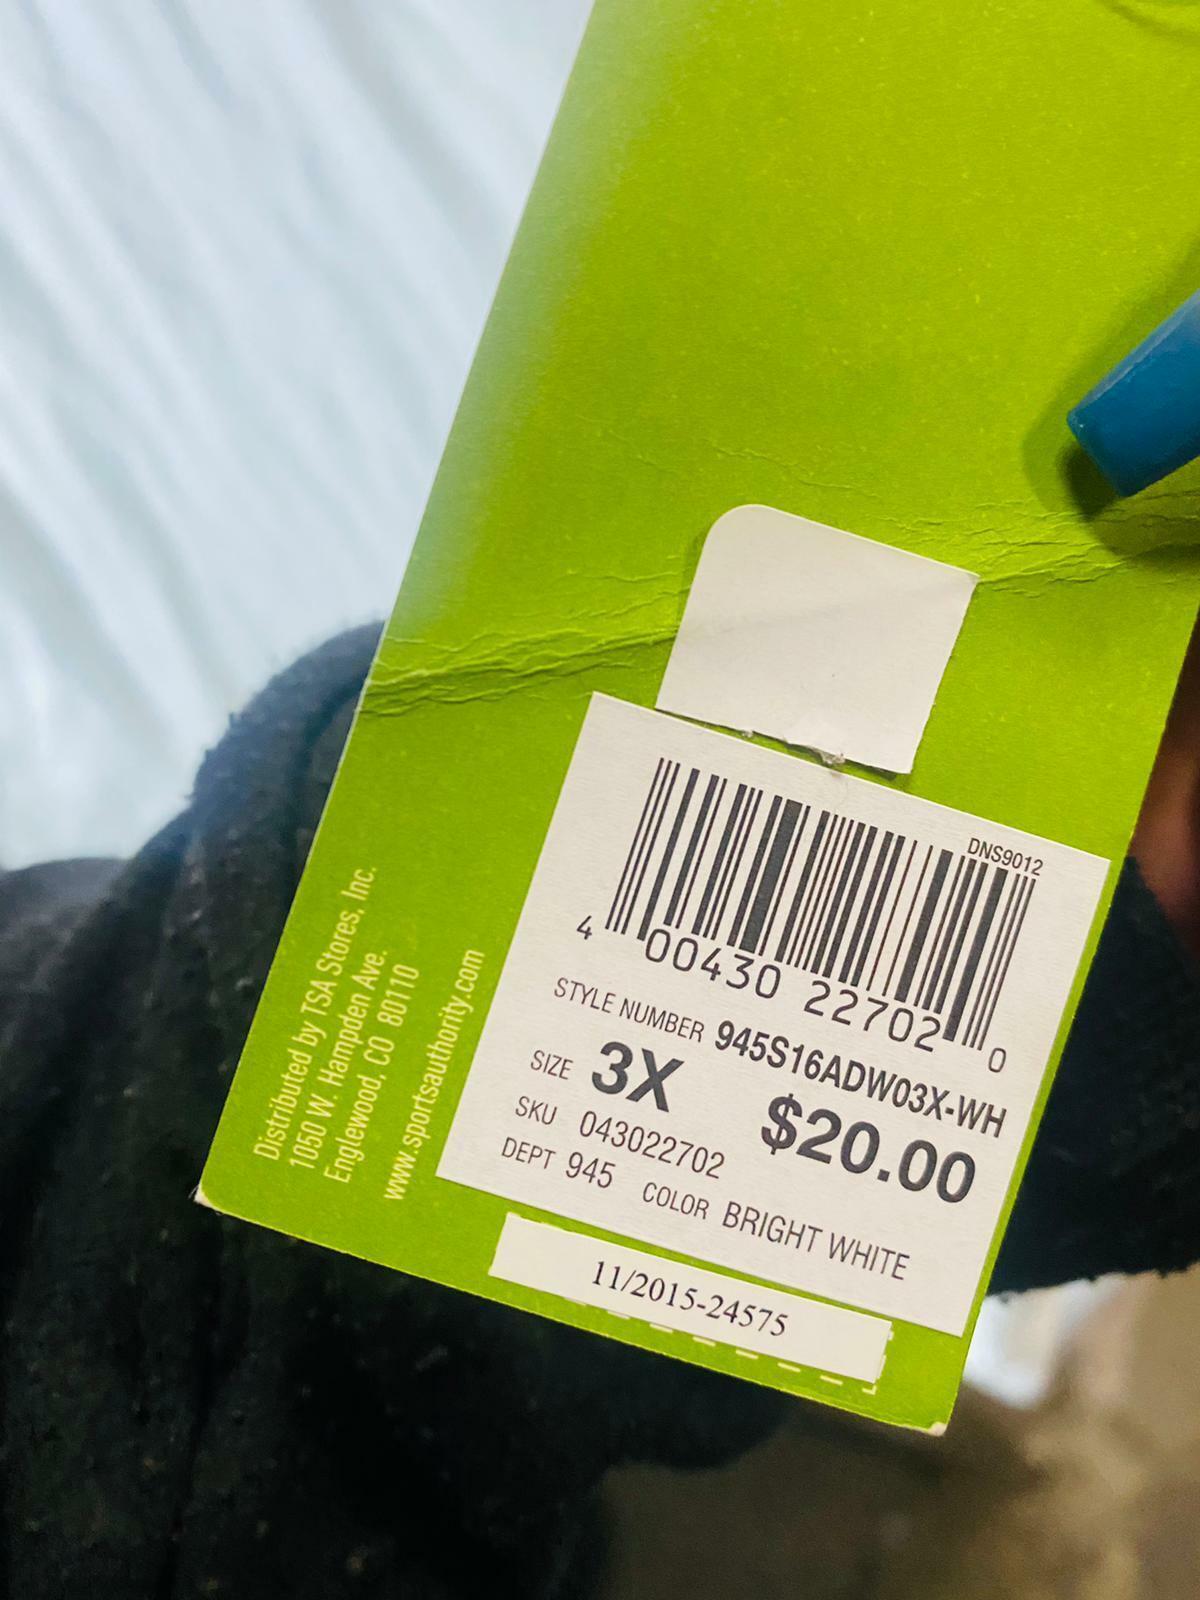 DNS9012
4 00430 22702 0
STYLE NUMBER 945S16ADW03X-WH
SIZE 3X $20.00
SKU 043022702
DEPT 945 COLOR BRIGHT WHITE
11/2015-24575
Distributed by TSA Stores, Inc.
1050 W. Hampden Ave.
Englewood, CO 80110
www.sportsauthority.com